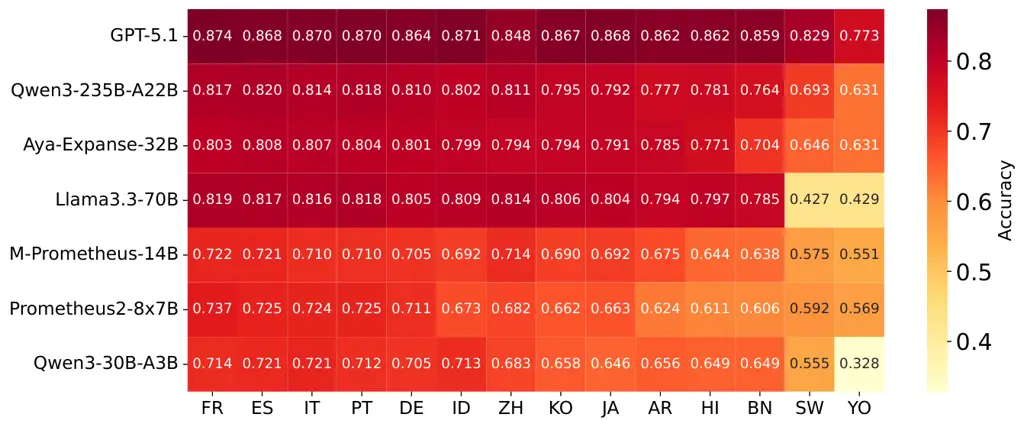 GPT-5.1 0.874 0.868 0.870 0.870 0.864 0.871 0.848 0.867 0.868 0.862 0.862 0.859 0.829 0.773
Qwen3-235B-A22B 0.817 0.820 0.814 0.818 0.810 0.802 0.811 0.795 0.792 0.777 0.781 0.764 0.693 0.631
Aya-Expanse-32B 0.803 0.808 0.807 0.804 0.801 0.799 0.794 0.794 0.791 0.785 0.771 0.704 0.646 0.631
Llama3.3-70B 0.819 0.817 0.816 0.818 0.805 0.809 0.814 0.806 0.804 0.794 0.797 0.785 0.427 0.429
M-Prometheus-14B 0.722 0.721 0.710 0.710 0.705 0.692 0.714 0.690 0.692 0.675 0.644 0.638 0.575 0.551
Prometheus2-8x7B 0.737 0.725 0.724 0.725 0.711 0.673 0.682 0.662 0.663 0.624 0.611 0.606 0.592 0.569
Qwen3-30B-A3B 0.714 0.721 0.721 0.712 0.705 0.713 0.683 0.658 0.646 0.656 0.649 0.649 0.555 0.328
FR ES IT PT DE ID ZH KO JA AR HI BN SW YO
0.8
0.7
0.6
0.5
0.4
Accuracy